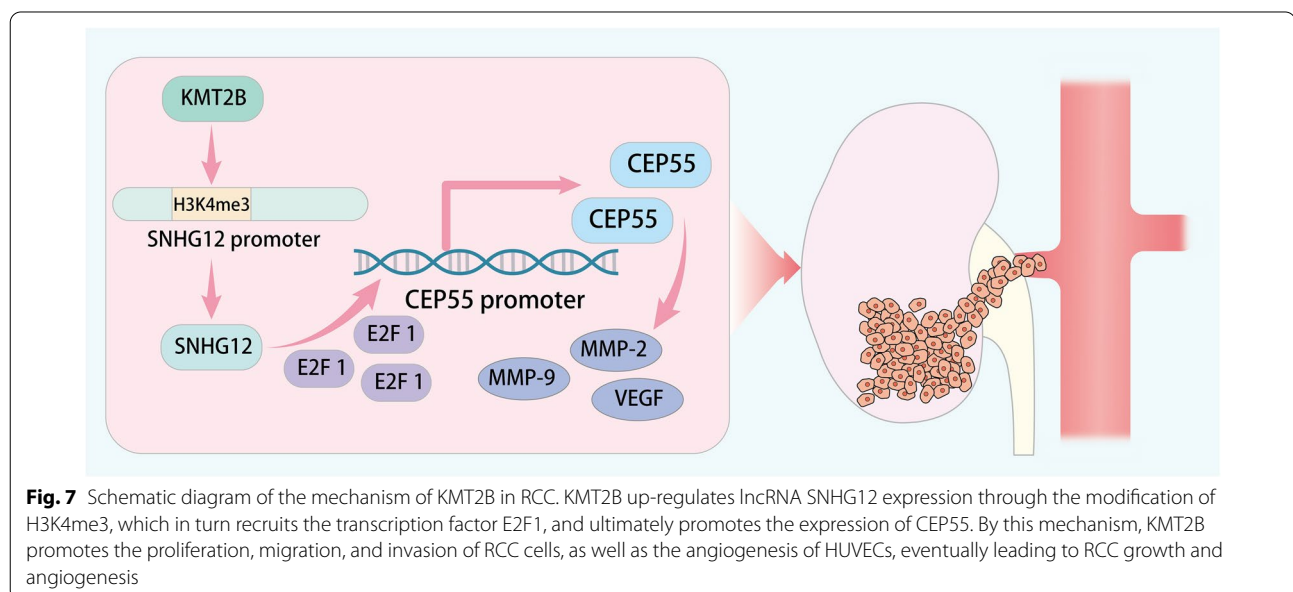 KMT2B
H3K4me3
SNHG12 promoter
SNHG12
E2F 1
E2F 1
E2F 1
CEP55 promoter
CEP55
CEP55
MMP-2
MMP-9
VEGF
Fig. 7 Schematic diagram of the mechanism of KMT2B in RCC. KMT2B up-regulates lncRNA SNHG12 expression through the modification of
H3K4me3, which in turn recruits the transcription factor E2F1, and ultimately promotes the expression of CEP55. By this mechanism, KMT2B
promotes the proliferation, migration, and invasion of RCC cells, as well as the angiogenesis of HUVECs, eventually leading to RCC growth and
angiogenesis